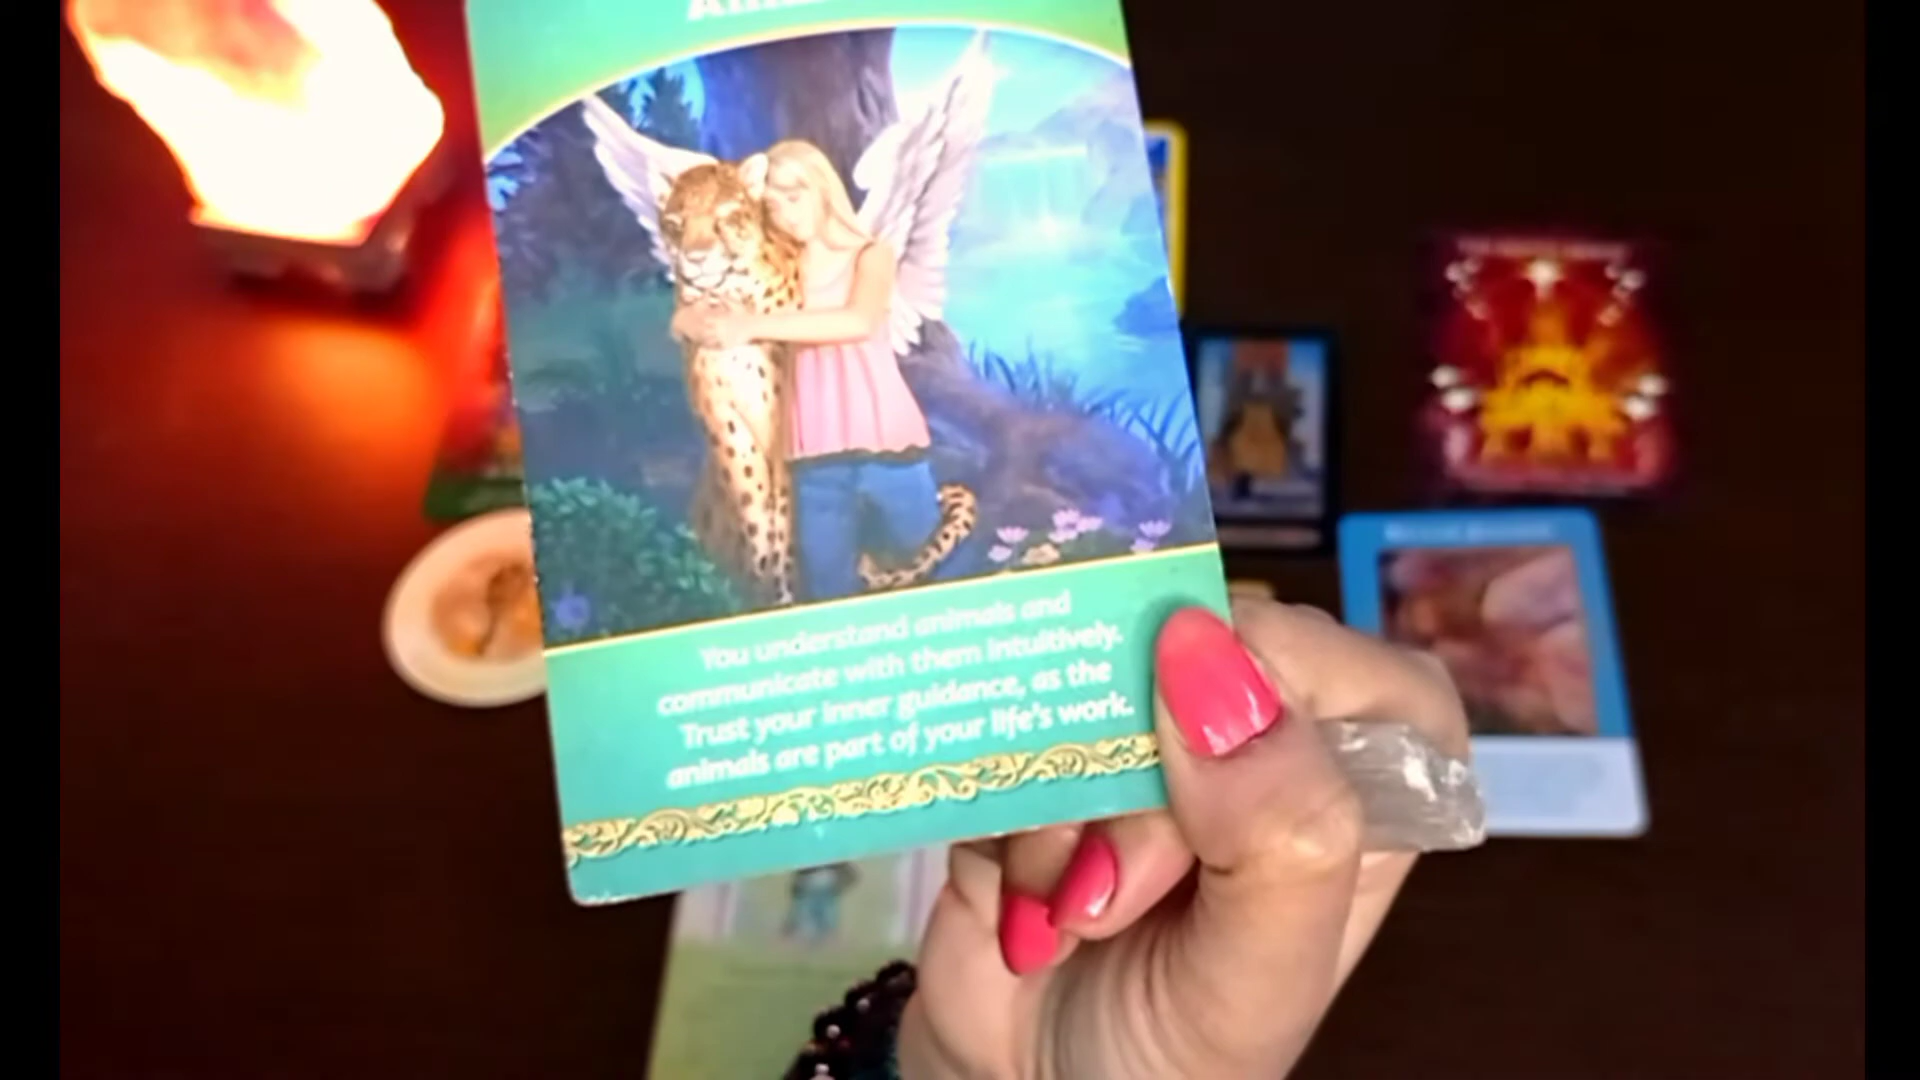 You understand animals and
communicate with them intuitively.
Trust your inner guidance, as the
animals are part of your life's work.